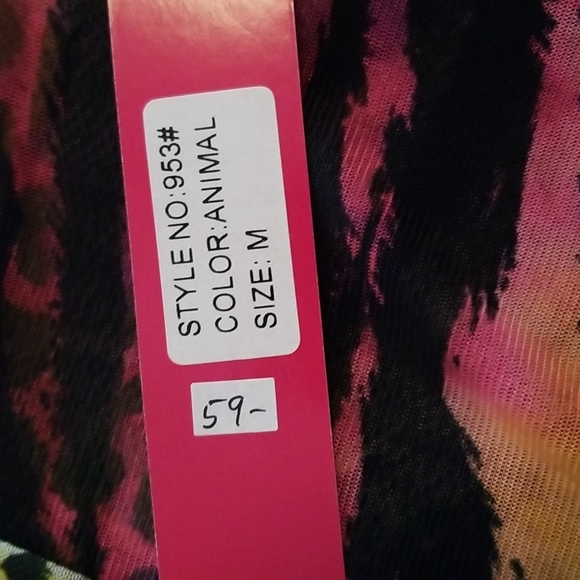 STYLE NO:953#
COLOR:ANIMAL
SIZE: M
59-